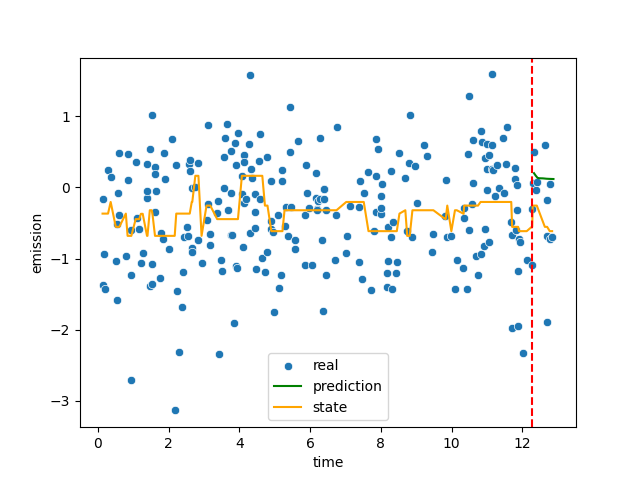 1
0
−1
−2
−3
emission
real
prediction
state
0 2 4 6 8 10 12
time